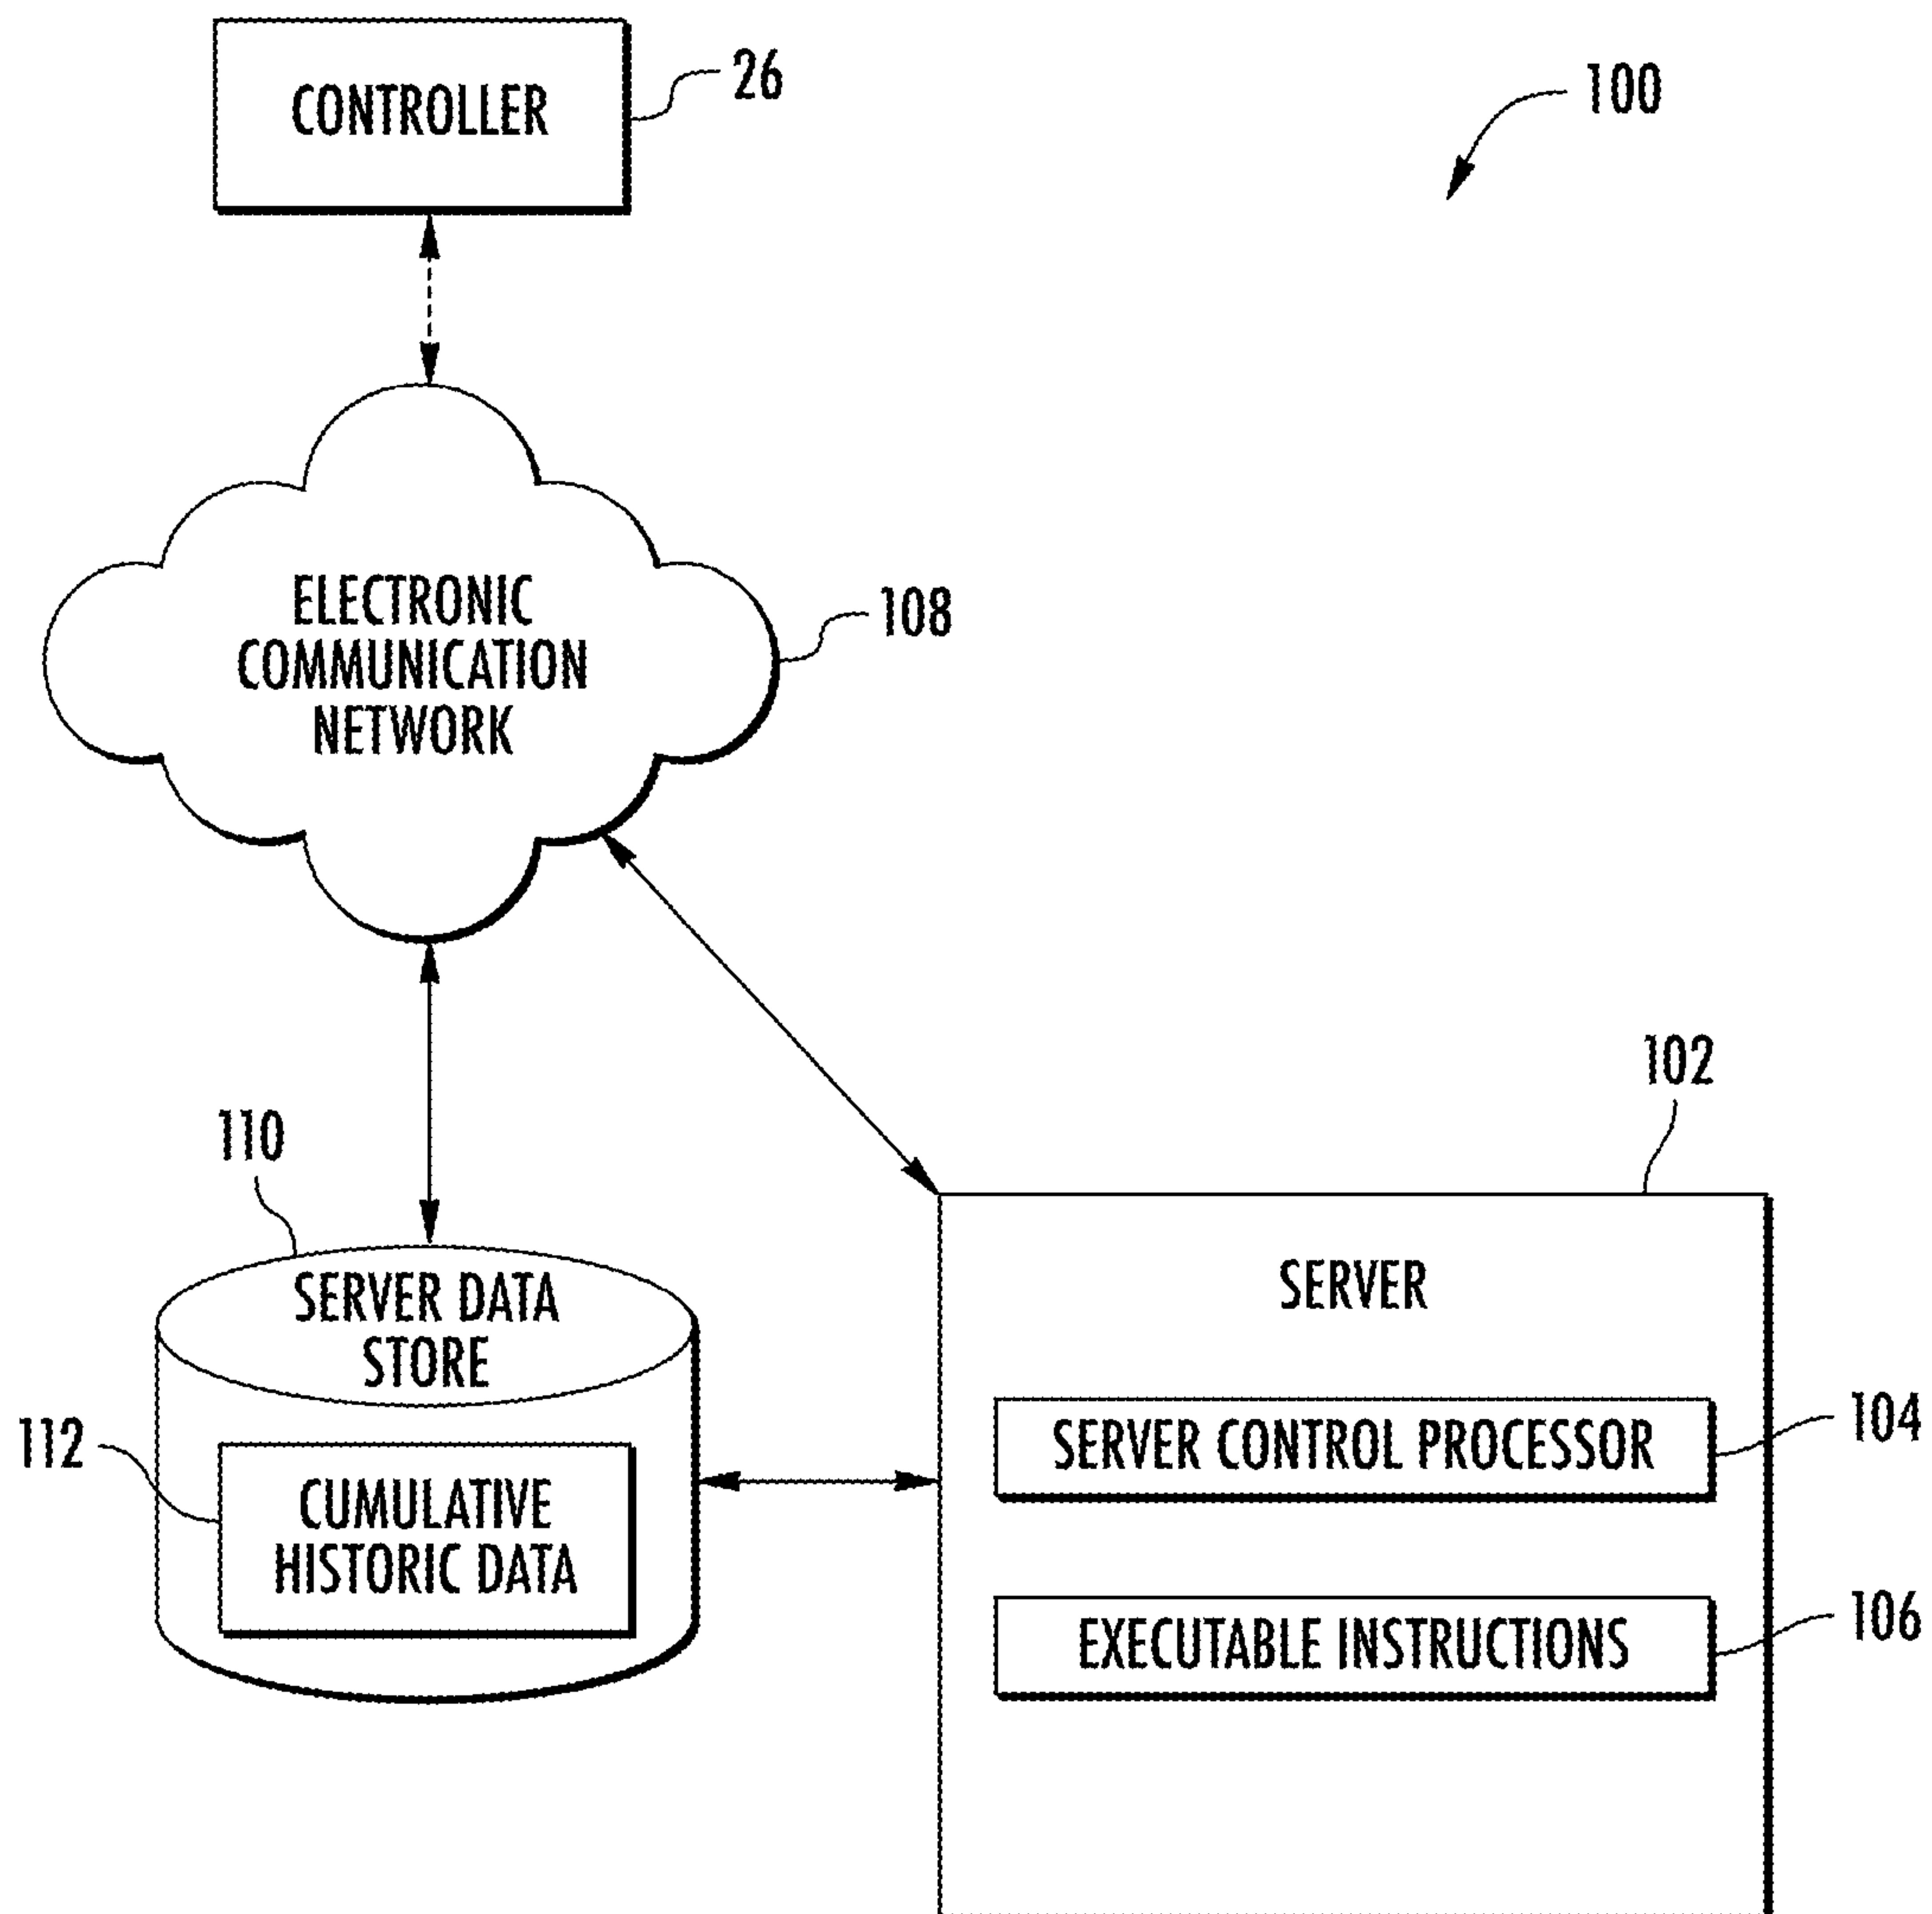 CONTROLLER
26
100
ELECTRONIC
COMMUNICATION
NETWORK
108
102
110
SERVER DATA
STORE
112
CUMULATIVE
HISTORIC DATA
SERVER
SERVER CONTROL PROCESSOR
104
EXECUTABLE INSTRUCTIONS
106